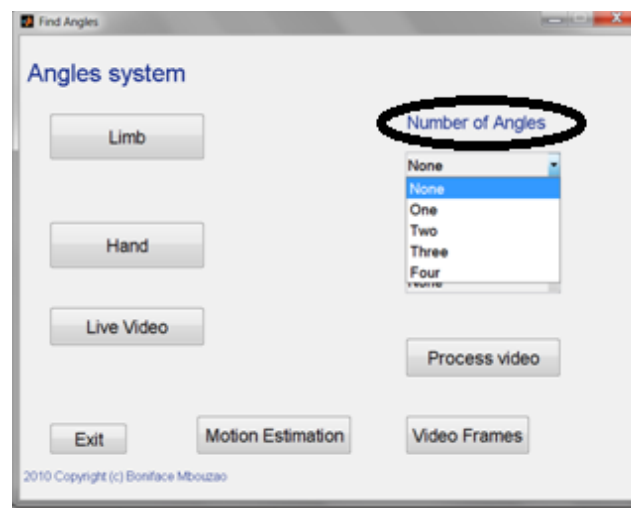 Find Angles
Angles system
Number of Angles
Limb
None
None
One
Two
Three
Four
None
Hand
Live Video
Process video
Exit
Motion Estimation
Video Frames
2010 Copyright (c) Boniface Mbouzao